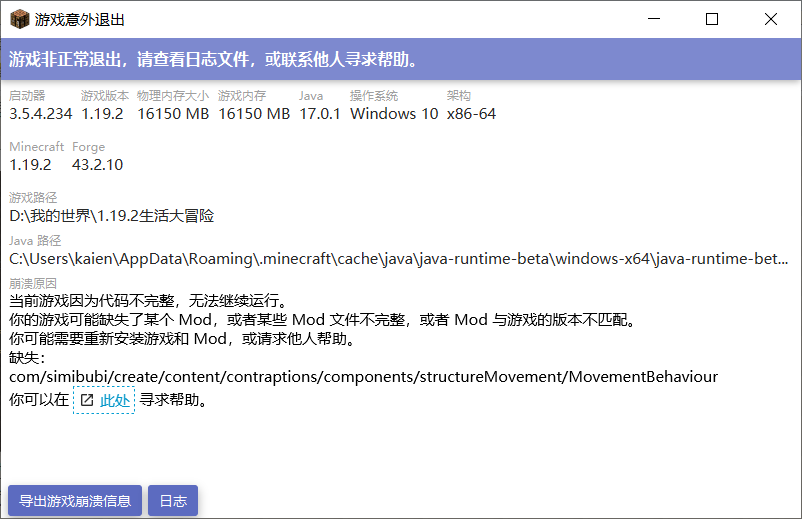 游戏意外退出
游戏非正常退出，请查看日志文件，或联系他人寻求帮助。
启动器 游戏版本 物理内存大小 游戏内存 Java 操作系统 架构
3.5.4.234 1.19.2 16150 MB 16150 MB 17.0.1 Windows 10 x86-64
Minecraft Forge
1.19.2 43.2.10
游戏路径
D:\我的世界\1.19.2生活大冒险
Java 路径
C:\Users\kaien\AppData\Roaming\.minecraft\cache\java\java-runtime-beta\windows-x64\java-runtime-bet...
崩溃原因
当前游戏因为代码不完整，无法继续运行。
你的游戏可能缺失了某个 Mod，或者某些 Mod 文件不完整，或者 Mod 与游戏的版本不匹配。
你可能需要重新安装游戏和 Mod，或请求他人帮助。
缺失：
com/simibubi/create/content/contraptions/components/structureMovement/MovementBehaviour
你可以在 此处 寻求帮助。
导出游戏崩溃信息 日志